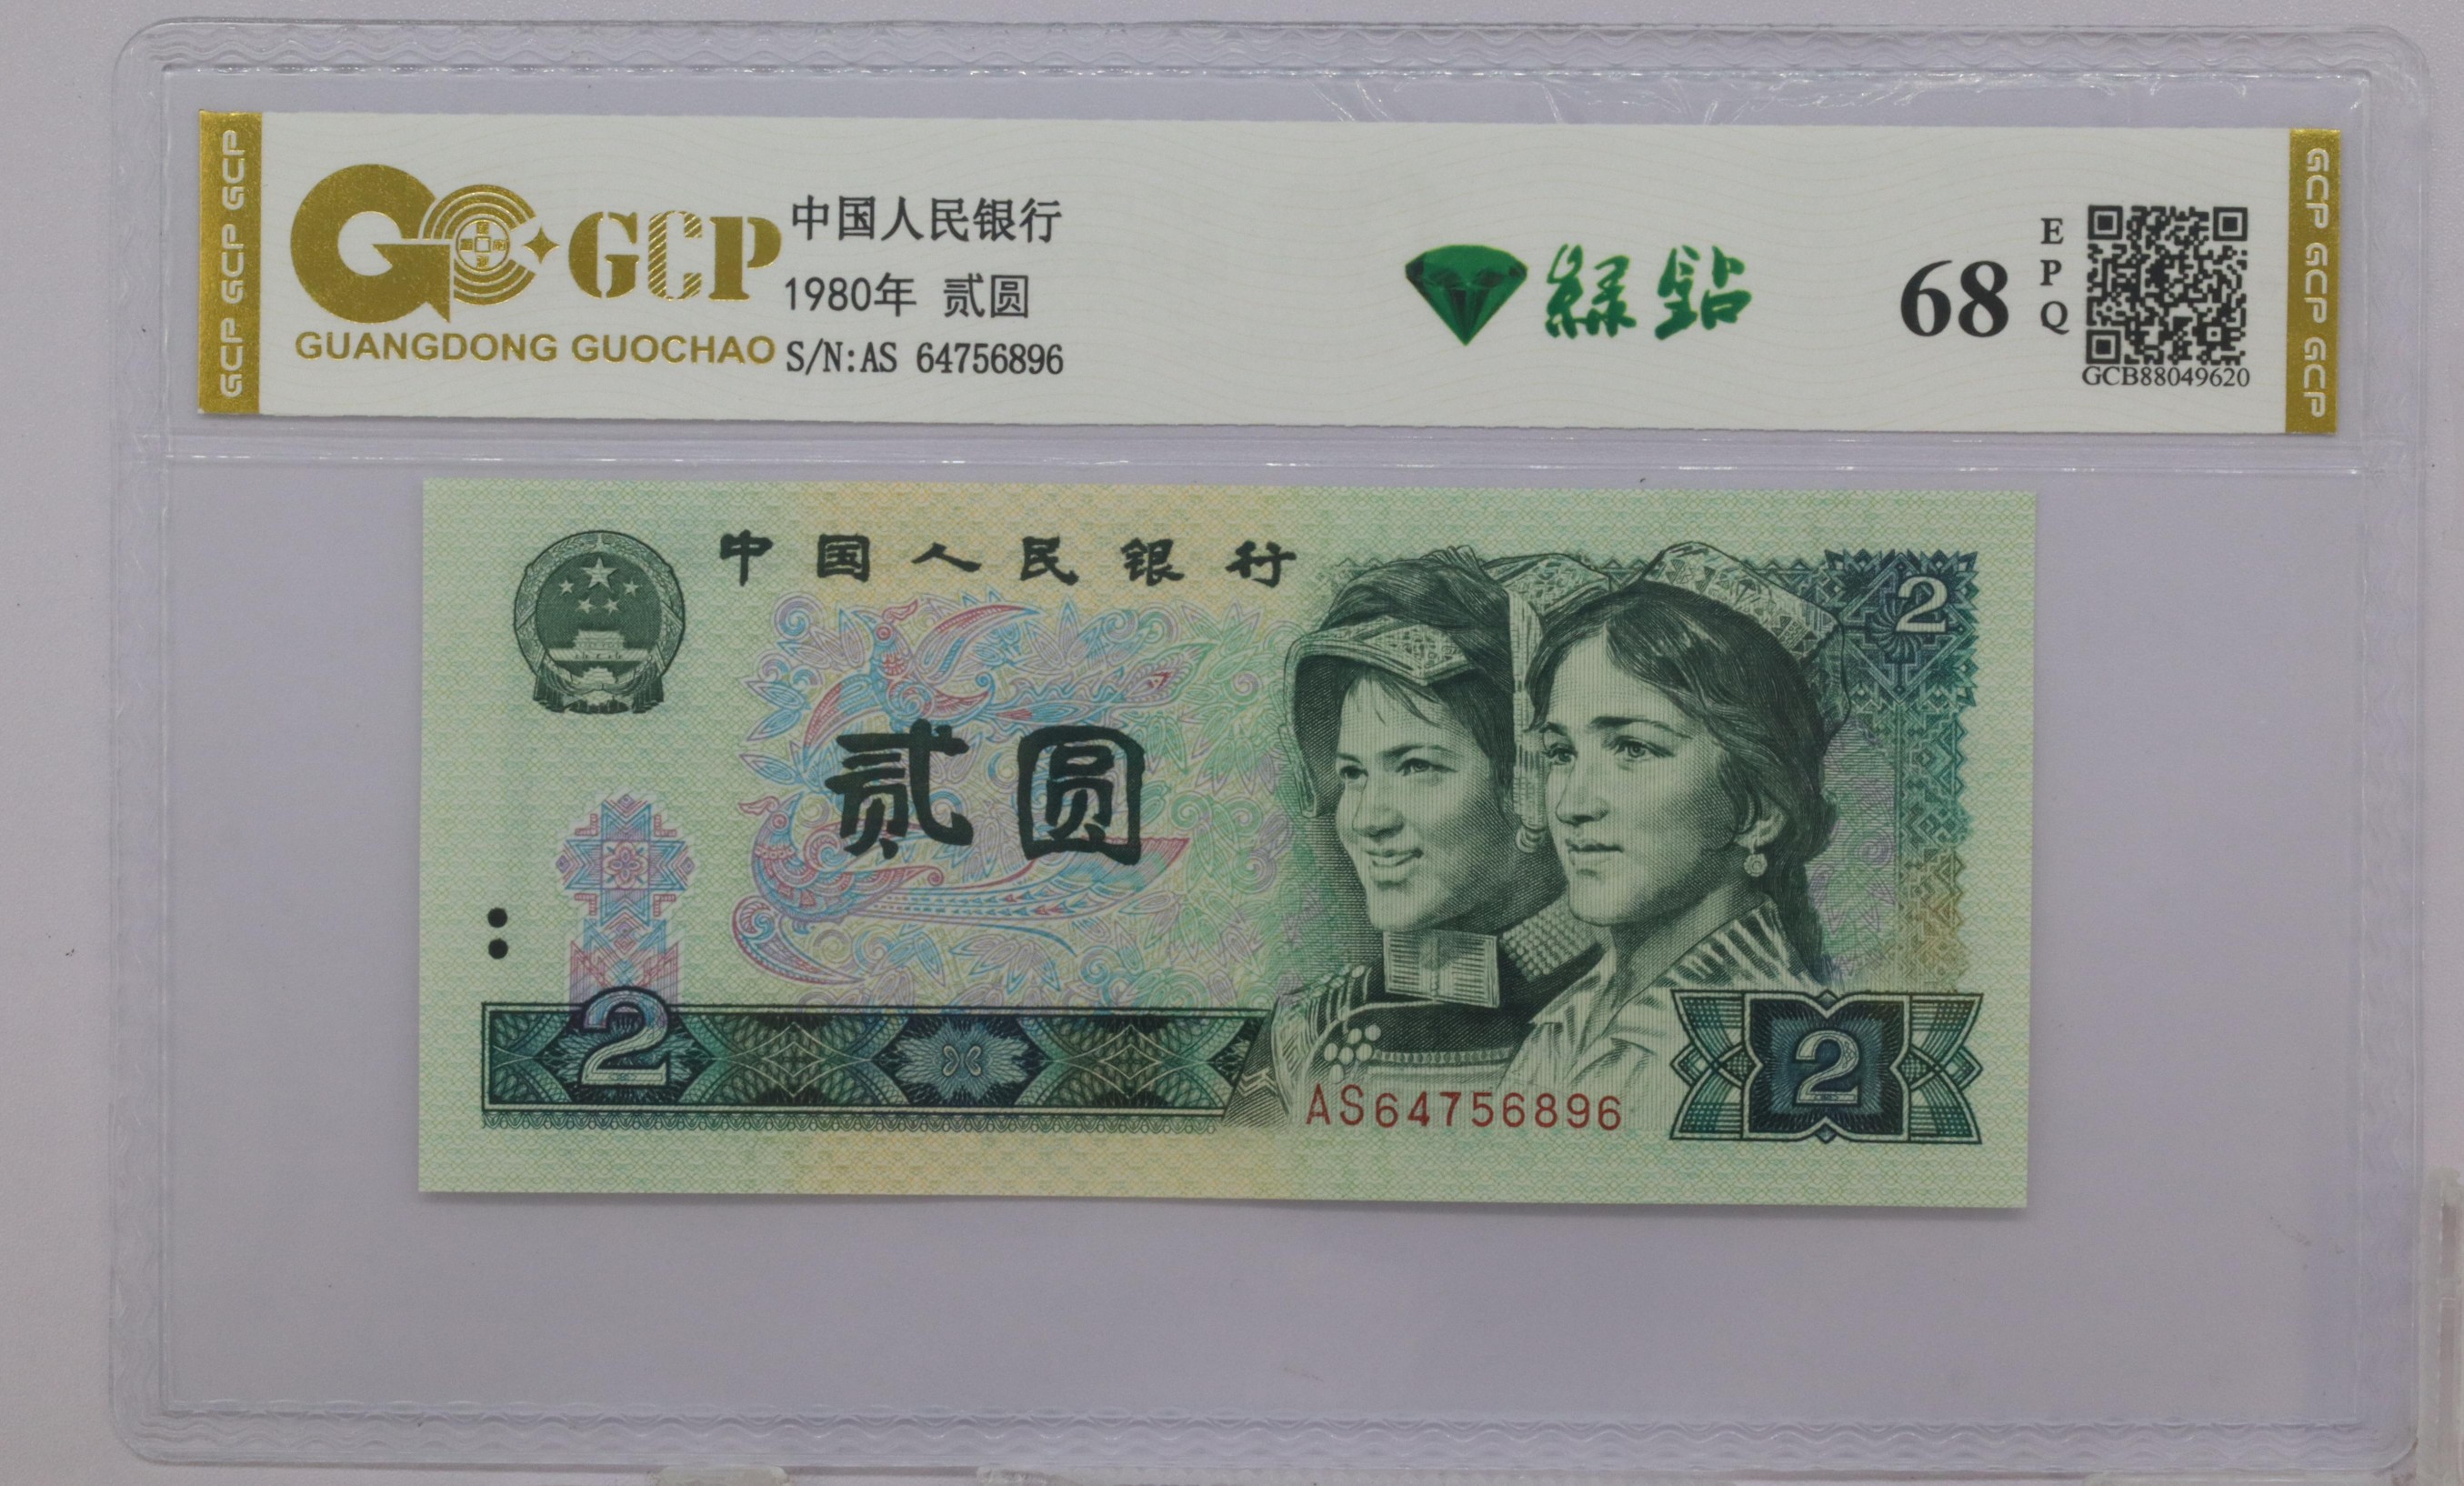 GCP GCP GCP
GCP
中国人民银行
1980年 贰圆
GUANGDONG GUOCHAO
S/N:AS 64756896
綠鉆
68
EPQ
GCB88049620
GCP GCP GCP
中国人民银行
2
贰圆
2
AS64756896
2